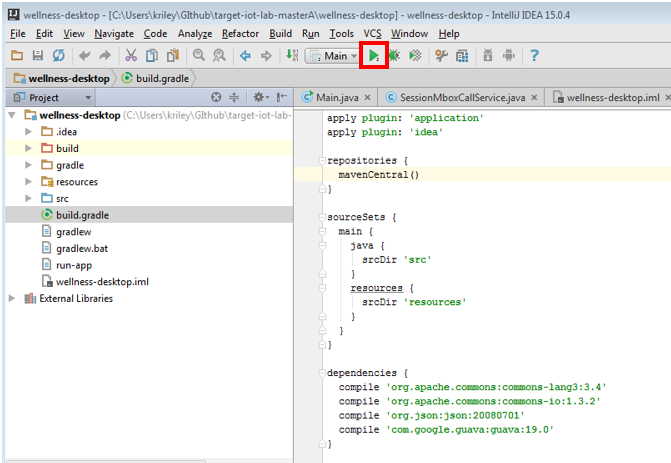 wellness-desktop - [C:\Users\kriley\GIthub\target-iot-lab-masterA\wellness-desktop] - wellness-desktop - IntelliJ IDEA 15.0.4
File Edit View Navigate Code Analyze Refactor Build Run Tools VCS Window Help
Main
wellness-desktop build.gradle
Project
Main.java SessionMboxCallService.java wellness-desktop.iml
wellness-desktop (C:\Users\kriley\GIthub\target-iot-lab-
.idea
build
gradle
resources
src
build.gradle
gradlew
gradlew.bat
run-app
wellness-desktop.iml
External Libraries
apply plugin: 'application'
apply plugin: 'idea'
repositories {
mavenCentral()
}
sourceSets {
main {
java {
srcDir 'src'
}
resources {
srcDir 'resources'
}
}
}
dependencies {
compile 'org.apache.commons:commons-lang3:3.4'
compile 'org.apache.commons:commons-io:1.3.2'
compile 'org.json:json:20080701'
compile 'com.google.guava:guava:19.0'
}